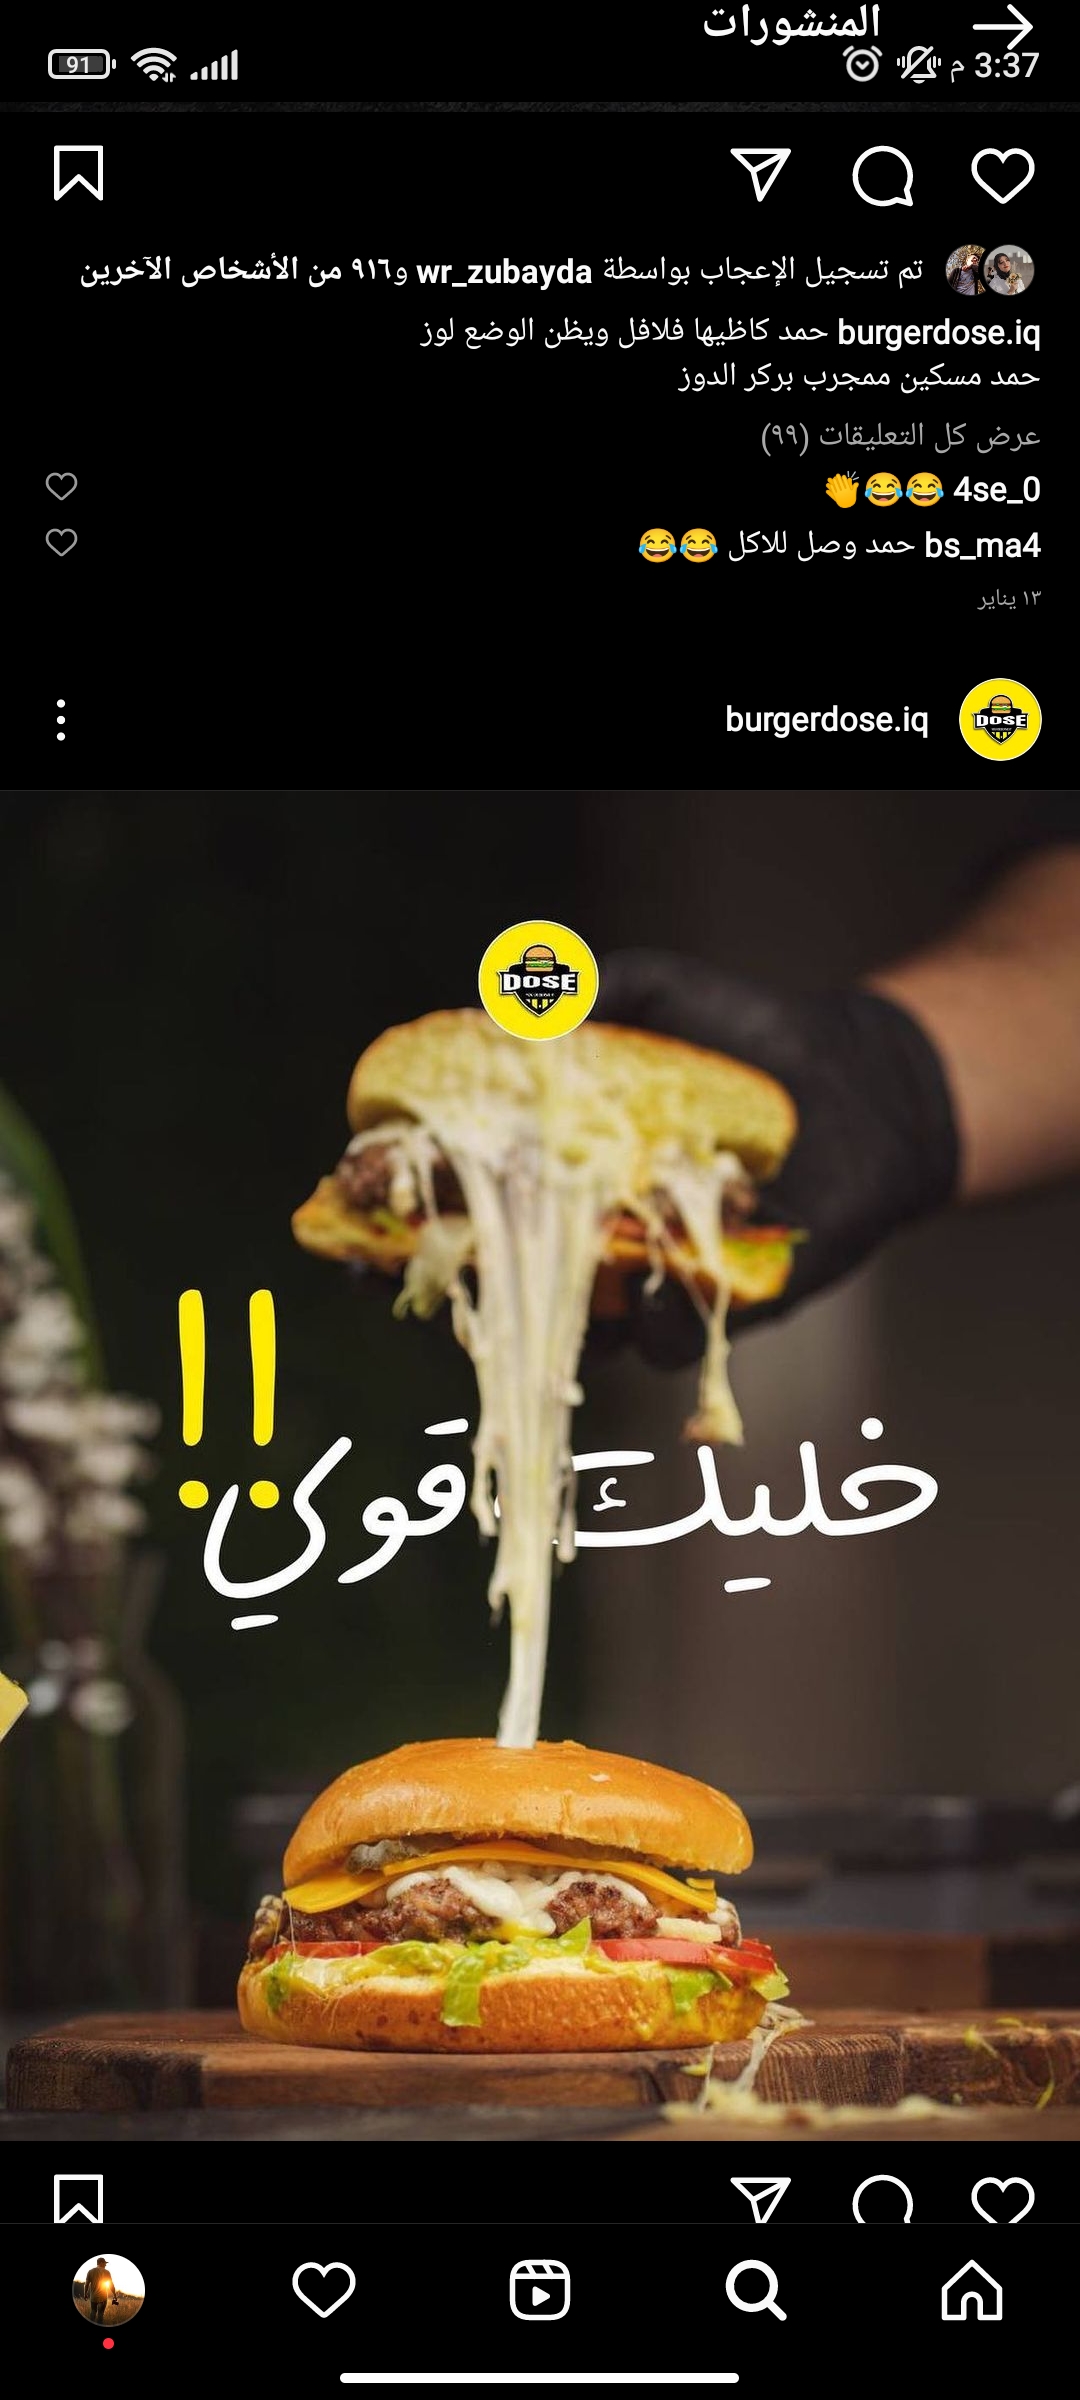 المنشورات
3:37 م
91
تم تسجيل الإعجاب بواسطة wr_zubayda و٩١٦ من الأشخاص الآخرين
burgerdose.iq حمد كاظيها فلافل ويظن الوضع لوز
حمد مسكين ممجرب بركر الدوز
عرض كل التعليقات (٩٩)
4se_0 😂😂👏
bs_ma4 حمد وصل للاكل 😂😂
١٣ يناير
DOSE
burgerdose.iq
DOSE
خليك قوي!!